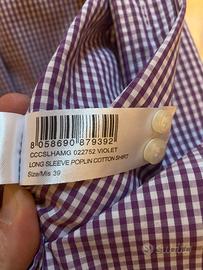 8 058690 879392
CCCSLHAMG 022752 VIOLET
LONG SLEEVE POPLIN COTTON SHIRT
Size/Mis 39